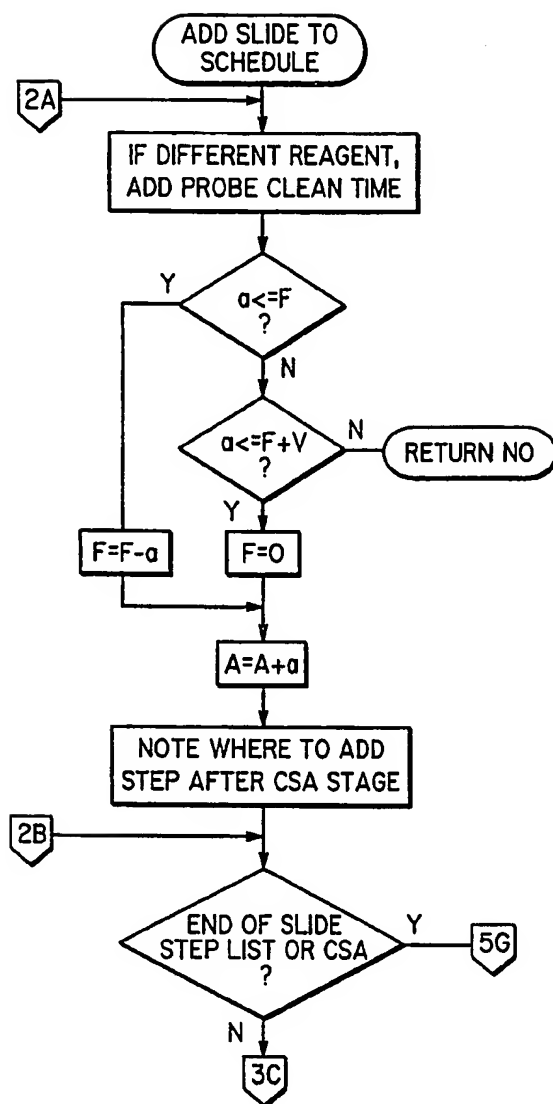 ADD SLIDE TO
SCHEDULE
2A
IF DIFFERENT REAGENT,
ADD PROBE CLEAN TIME
Y
a<=F
?
N
a<=F+V
?
N
RETURN NO
Y
F=F-a
F=0
A=A+a
NOTE WHERE TO ADD
STEP AFTER CSA STAGE
2B
END OF SLIDE
STEP LIST OR CSA
?
Y
5G
N
3C